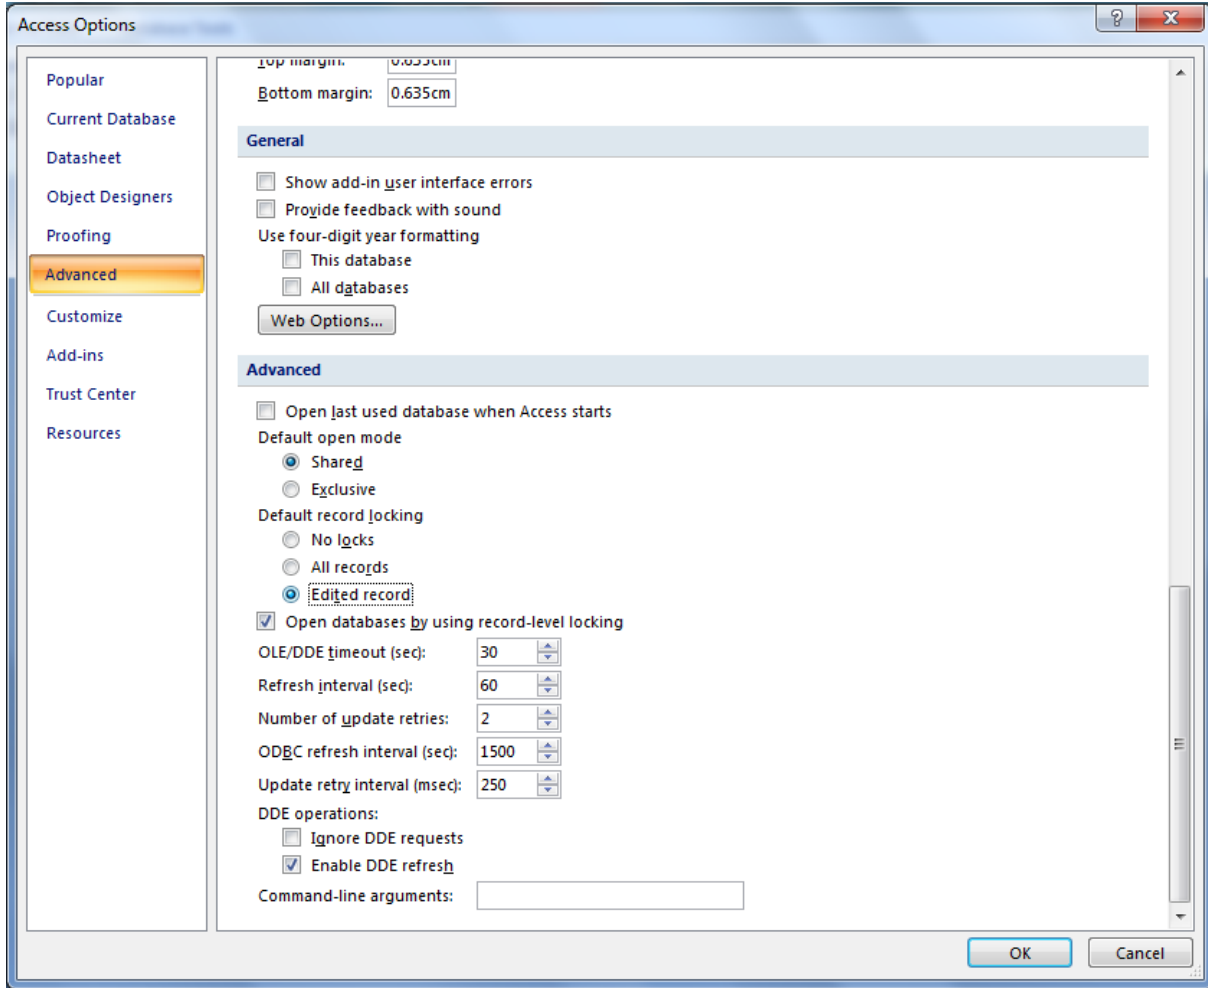 Access Options
Popular
Current Database
Datasheet
Object Designers
Proofing
Advanced
Customize
Add-ins
Trust Center
Resources
Top margin: 0.635cm
Bottom margin: 0.635cm
General
Show add-in user interface errors
Provide feedback with sound
Use four-digit year formatting
This database
All databases
Web Options...
Advanced
Open last used database when Access starts
Default open mode
Shared
Exclusive
Default record locking
No locks
All records
Edited record
Open databases by using record-level locking
OLE/DDE timeout (sec): 30
Refresh interval (sec): 60
Number of update retries: 2
ODBC refresh interval (sec): 1500
Update retry interval (msec): 250
DDE operations:
Ignore DDE requests
Enable DDE refresh
Command-line arguments:
OK Cancel